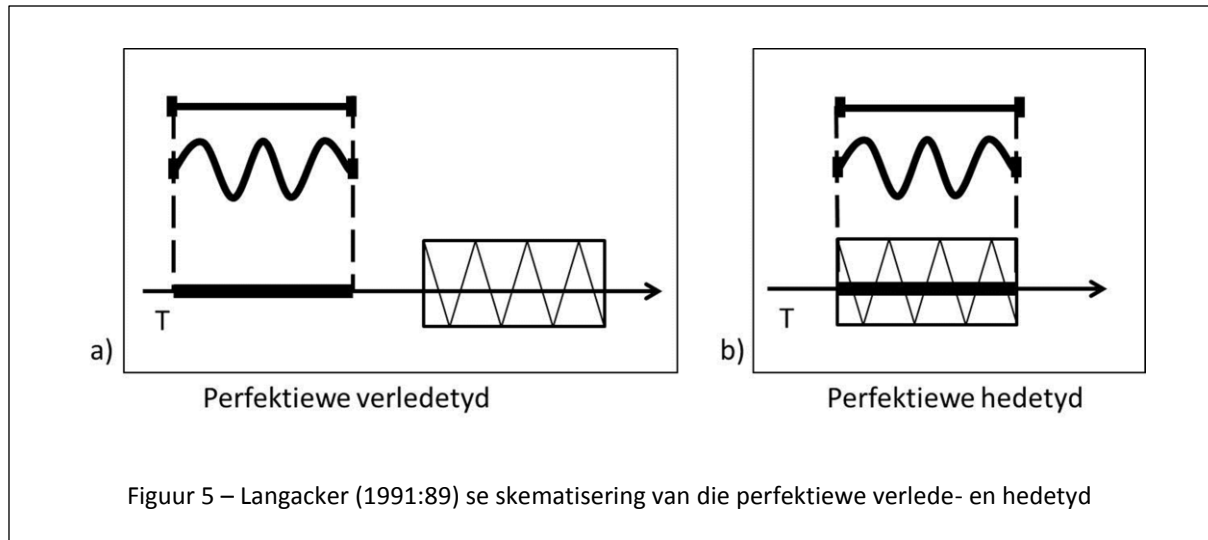 T
a)
Perfektiewe verledetyd
T
b)
Perfektiewe hedetyd
Figuur 5 – Langacker (1991:89) se skematisering van die perfektiewe verlede- en hedetyd